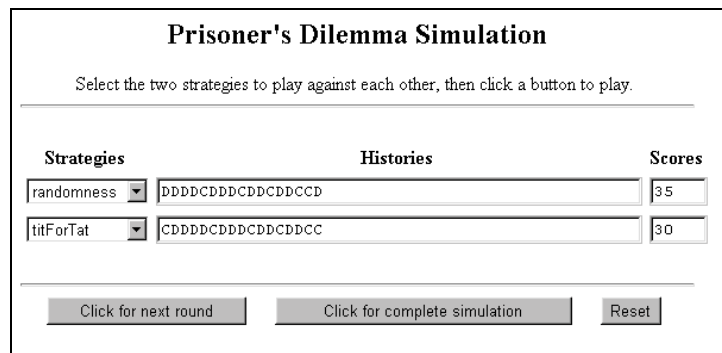 Prisoner's Dilemma Simulation
Select the two strategies to play against each other, then click a button to play.
Strategies Histories Scores
randomness DDDDCDDDCDDCDDCCD 35
titForTat CDDDDCDDDCDDCDDCC 30
Click for next round Click for complete simulation Reset